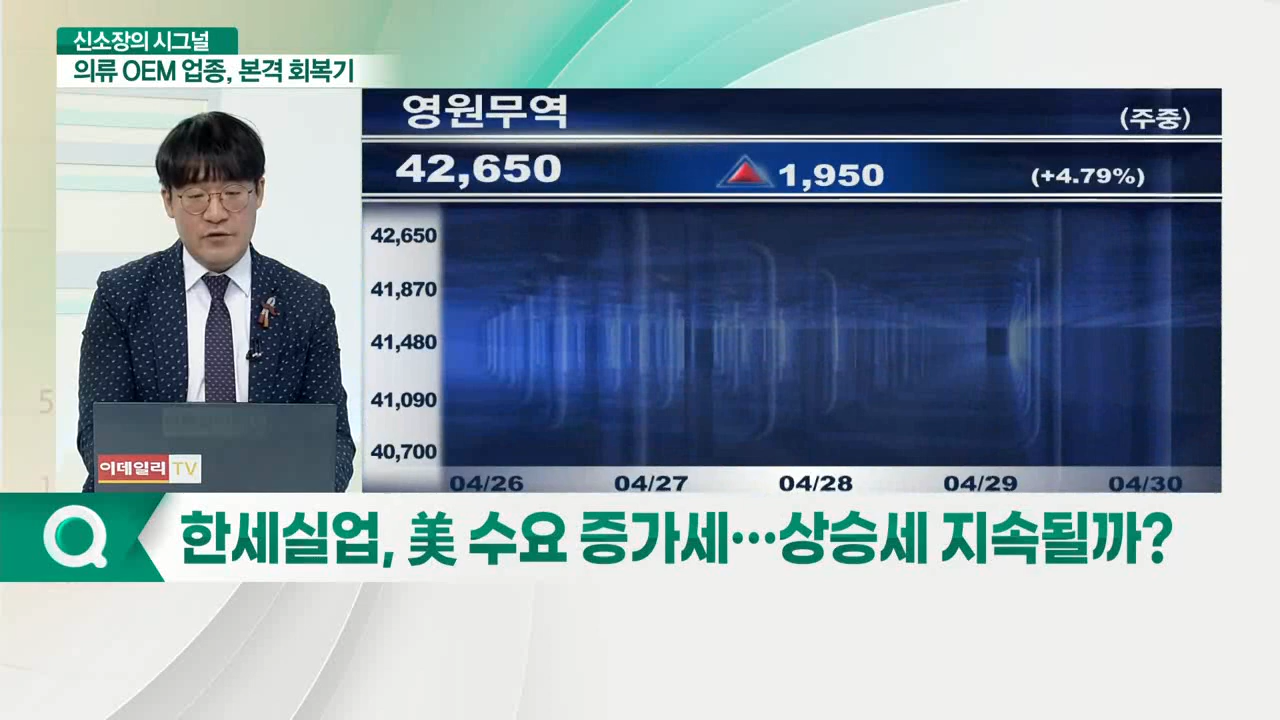 신소장의 시그널
의류 OEM 업종, 본격 회복기
영원무역
(주중)
42,650
1,950
(+4.79%)
42,650
41,870
41,480
41,090
40,700
04/26 04/27 04/28 04/29 04/30
5
1
이데일리 TV
한세실업, 美 수요 증가세…상승세 지속될까?